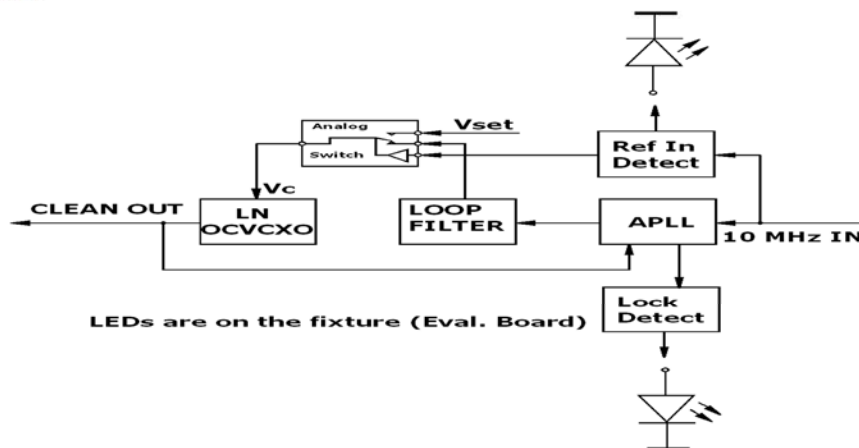 Analog
Switch
Vset
Ref In
Detect
Vc
CLEAN OUT
LN
OCVCXO
LOOP
FILTER
APLL
10 MHz IN
Lock
Detect
LEDs are on the fixture (Eval. Board)